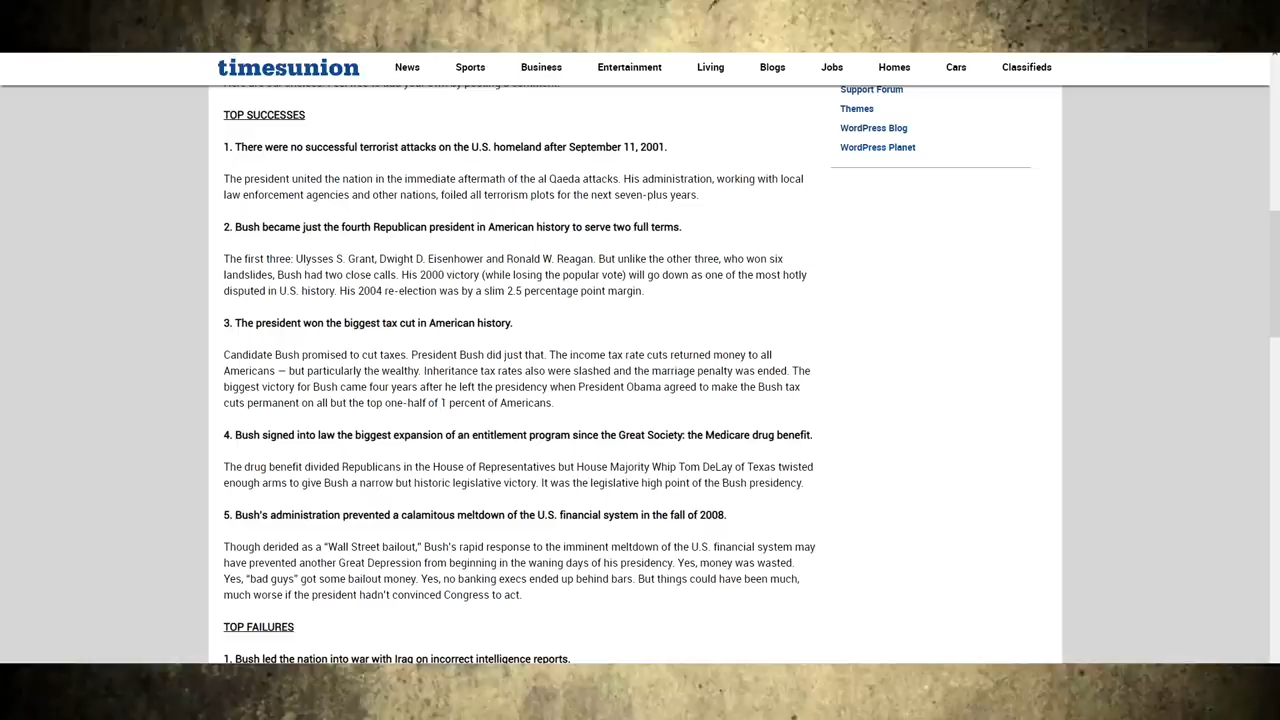 timesunion
News
Sports
Business
Entertainment
Living
Blogs
Jobs
Homes
Cars
Classifieds
Support Forum
Themes
WordPress Blog
WordPress Planet
TOP SUCCESSES
1. There were no successful terrorist attacks on the U.S. homeland after September 11, 2001.
The president united the nation in the immediate aftermath of the al Qaeda attacks. His administration, working with local
law enforcement agencies and other nations, foiled all terrorism plots for the next seven-plus years.
2. Bush became just the fourth Republican president in American history to serve two full terms.
The first three: Ulysses S. Grant, Dwight D. Eisenhower and Ronald W. Reagan. But unlike the other three, who won six
landslides, Bush had two close calls. His 2000 victory (while losing the popular vote) will go down as one of the most hotly
disputed in U.S. history. His 2004 re-election was by a slim 2.5 percentage point margin.
3. The president won the biggest tax cut in American history.
Candidate Bush promised to cut taxes. President Bush did just that. The income tax rate cuts returned money to all
Americans — but particularly the wealthy. Inheritance tax rates also were slashed and the marriage penalty was ended. The
biggest victory for Bush came four years after he left the presidency when President Obama agreed to make the Bush tax
cuts permanent on all but the top one-half of 1 percent of Americans.
4. Bush signed into law the biggest expansion of an entitlement program since the Great Society: the Medicare drug benefit.
The drug benefit divided Republicans in the House of Representatives but House Majority Whip Tom DeLay of Texas twisted
enough arms to give Bush a narrow but historic legislative victory. It was the legislative high point of the Bush presidency.
5. Bush's administration prevented a calamitous meltdown of the U.S. financial system in the fall of 2008.
Though derided as a “Wall Street bailout,” Bush's rapid response to the imminent meltdown of the U.S. financial system may
have prevented another Great Depression from beginning in the waning days of his presidency. Yes, money was wasted.
Yes, “bad guys” got some bailout money. Yes, no banking execs ended up behind bars. But things could have been much,
much worse if the president hadn't convinced Congress to act.
TOP FAILURES
1. Bush led the nation into war with Iraq on incorrect intelligence reports.